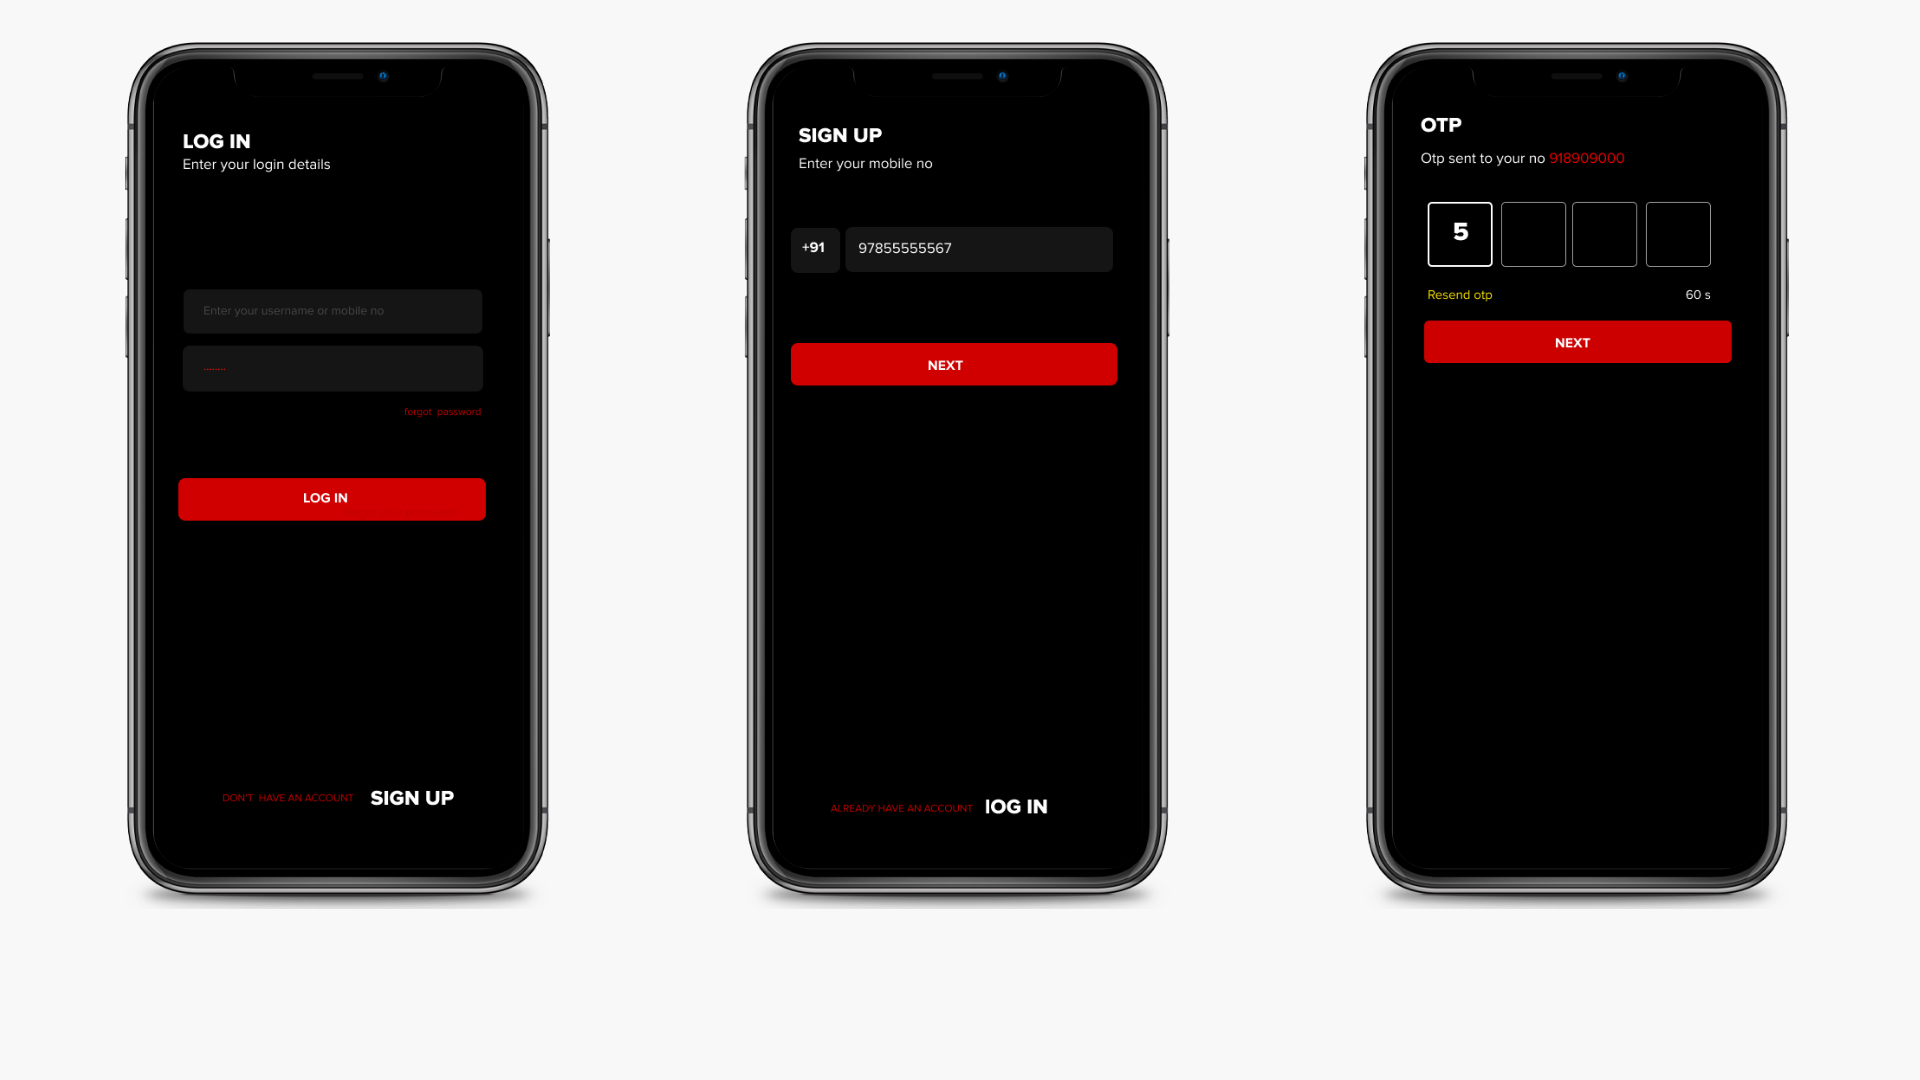 LOG IN
Enter your login details
Enter your username or mobile no
........
forgot password
LOG IN
DON'T HAVE AN ACCOUNT SIGN UP
SIGN UP
Enter your mobile no
+91 97855555567
NEXT
ALREADY HAVE AN ACCOUNT lOG IN
OTP
Otp sent to your no 918909000
5
Resend otp 60 s
NEXT